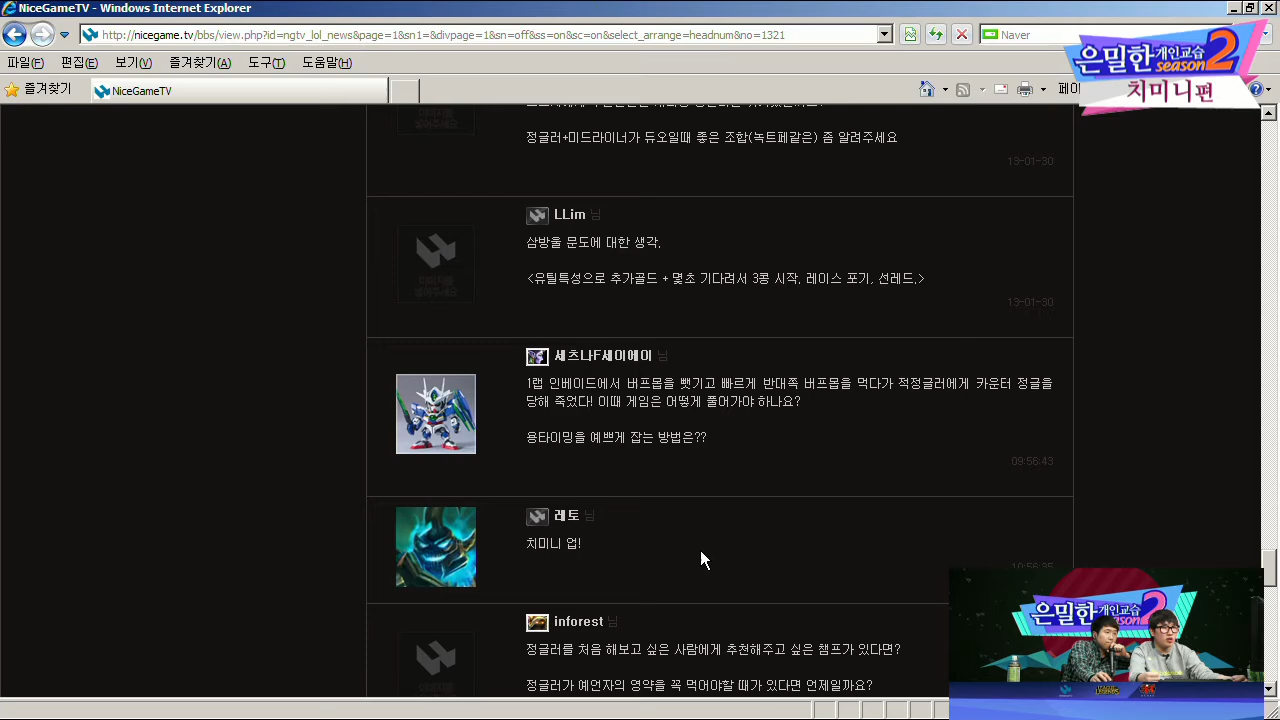 NiceGameTV - Windows Internet Explorer
http://nicegame.tv/bbs/view.php?id=ngtv_lol_news&page=1&sn1=&divpage=1&sn=off&ss=on&sc=on&select_arrange=headnum&no=1321
Naver
파일(F) 편집(E) 보기(V) 즐겨찾기(A) 도구(T) 도움말(H)
은밀한 개인교습 season 2
치미니편
즐겨찾기 NiceGameTV
정글러+미드라이너가 듀오일때 좋은 조합(녹트페같은) 좀 알려주세요
13-01-30
LLim 님
삼방울 문도에 대한 생각.
<유틸특성으로 추가골드 + 몇초 기다려서 3콩 시작. 레이스 포기, 선레드.>
13-01-30
세츠나F세이에이 님
1랩 인베이드에서 버프몹을 뺏기고 빠르게 반대쪽 버프몹을 먹다가 적정글러에게 카운터 정글을
당해 죽었다! 이때 게임은 어떻게 풀어가야 하나요?
용타이밍을 예쁘게 잡는 방법은??
09:56:43
레토 님
치미니 업!
10:56:35
inforest 님
정글러를 처음 해보고 싶은 사람에게 추천해주고 싶은 챔프가 있다면?
정글러가 예언자의 영약을 꼭 먹어야할 때가 있다면 언제일까요?
은밀한 개인교습 season 2